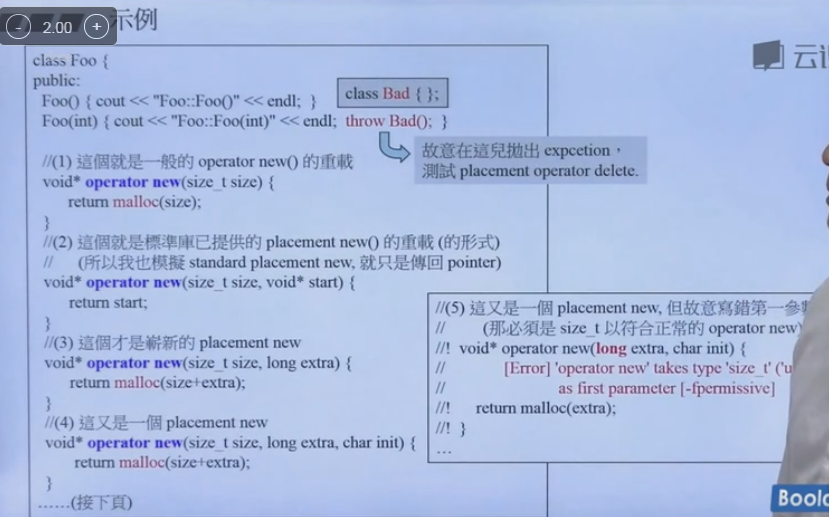 - 2.00 +
示例
class Foo {
public:
Foo() { cout << "Foo::Foo()" << endl; }
class Bad { };
Foo(int) { cout << "Foo::Foo(int)" << endl; throw Bad(); }
故意在這兒拋出 expcetion，
測試 placement operator delete.
//(1) 這個就是一般的 operator new() 的重載
void* operator new(size_t size) {
return malloc(size);
}
//(2) 這個就是標準庫已提供的 placement new() 的重載 (的形式)
// (所以我也模擬 standard placement new, 就只是傳回 pointer)
void* operator new(size_t size, void* start) {
return start;
}
//(3) 這個才是嶄新的 placement new
void* operator new(size_t size, long extra) {
return malloc(size+extra);
}
//(4) 這又是一個 placement new
void* operator new(size_t size, long extra, char init) {
return malloc(size+extra);
}
……(接下頁)
//(5) 這又是一個 placement new, 但故意寫錯第一參
// (那必須是 size_t 以符合正常的 operator new)
//! void* operator new(long extra, char init) {
// [Error] 'operator new' takes type 'size_t' ('u
// as first parameter [-fpermissive]
//! return malloc(extra);
//! }
…
云
Boola